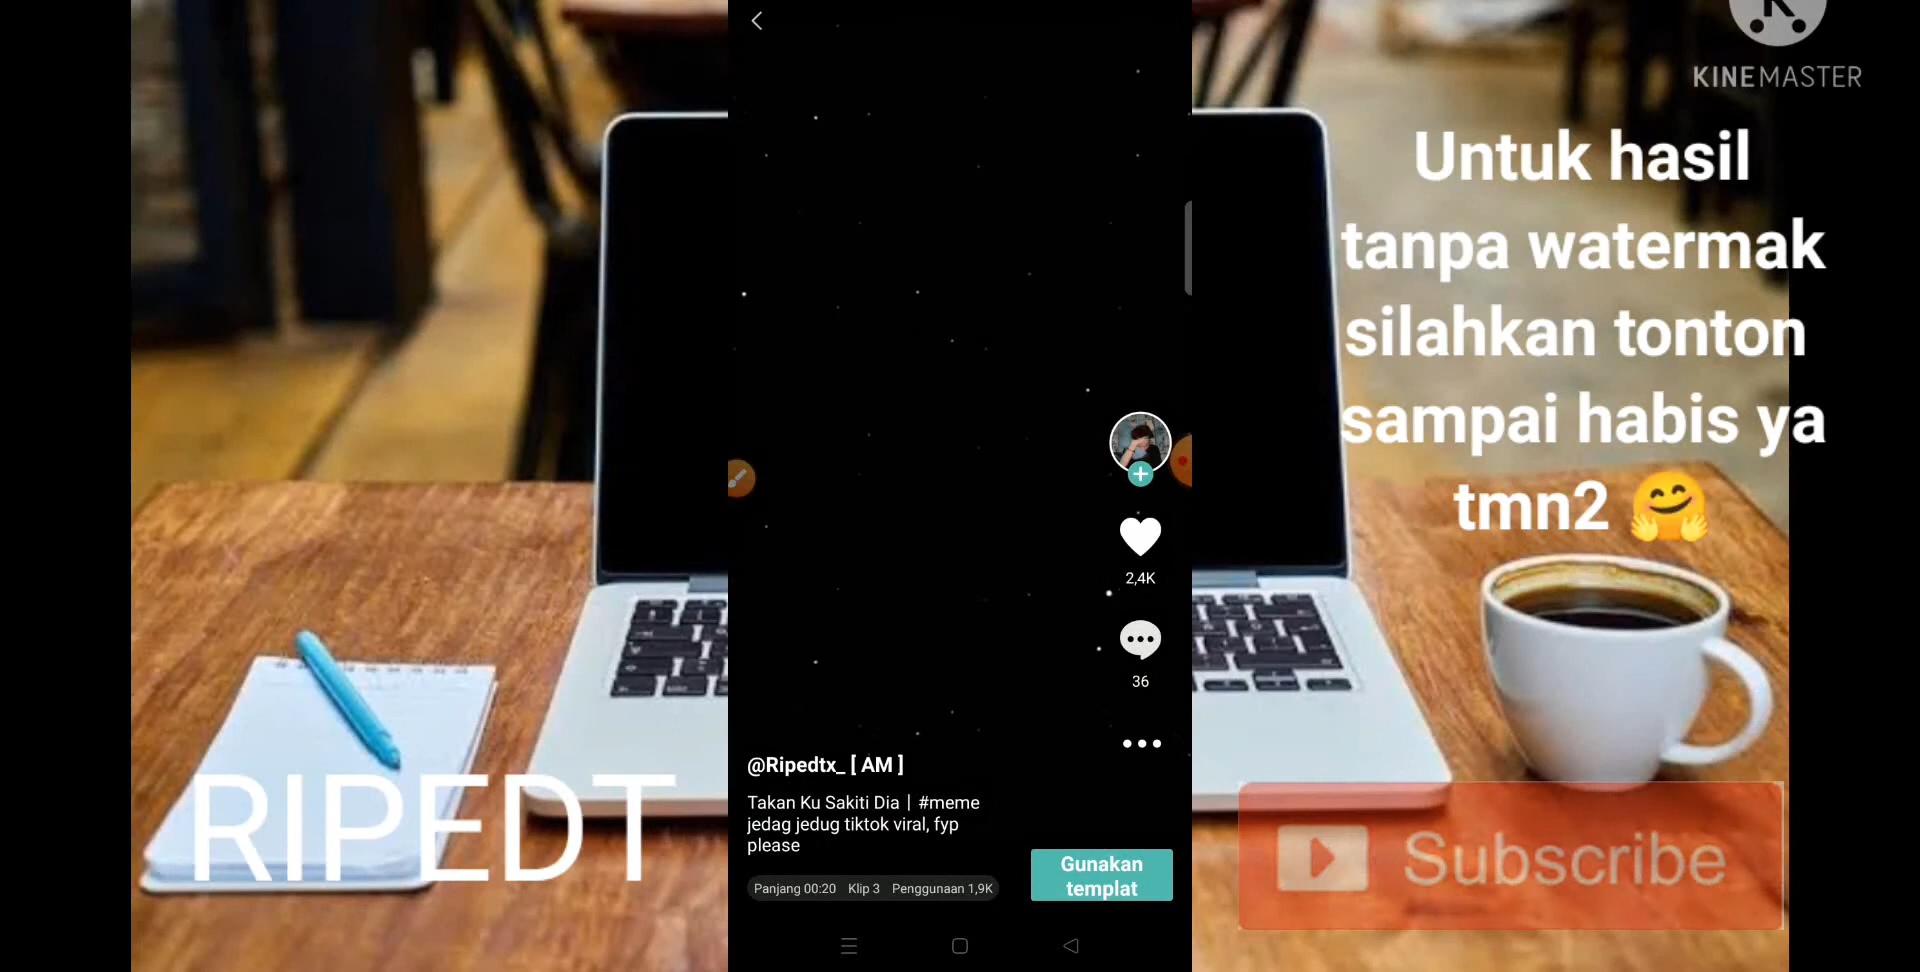 KINEMASTER
Untuk hasil
tanpa watermak
silahkan tonton
sampai habis ya
tmn2 🤗
2,4K
36
@Ripedtx_ [ AM ]
Takan Ku Sakiti Dia | #meme
jedag jedug tiktok viral, fyp
please
Panjang 00:20 Klip 3 Penggunaan 1,9K
Gunakan
templat
RIPEDT
Subscribe